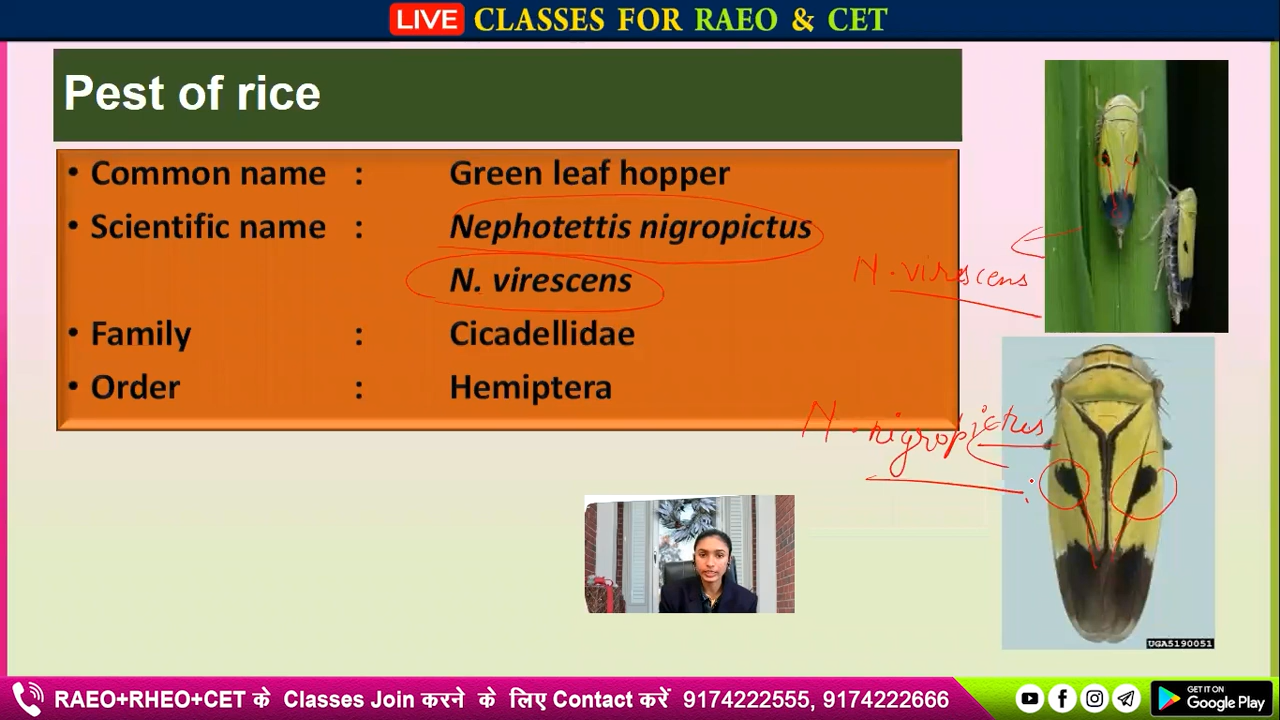 LIVE CLASSES FOR RAEO & CET
Pest of rice
• Common name : Green leaf hopper
• Scientific name : Nephotettis nigropictus
N. virescens
• Family : Cicadellidae
• Order : Hemiptera
N. virescens
N. nigropictus
UGA5190051
RAEO+RHEO+CET के Classes Join करने के लिए Contact करें 9174222555, 9174222666
GET IT ON
Google Play